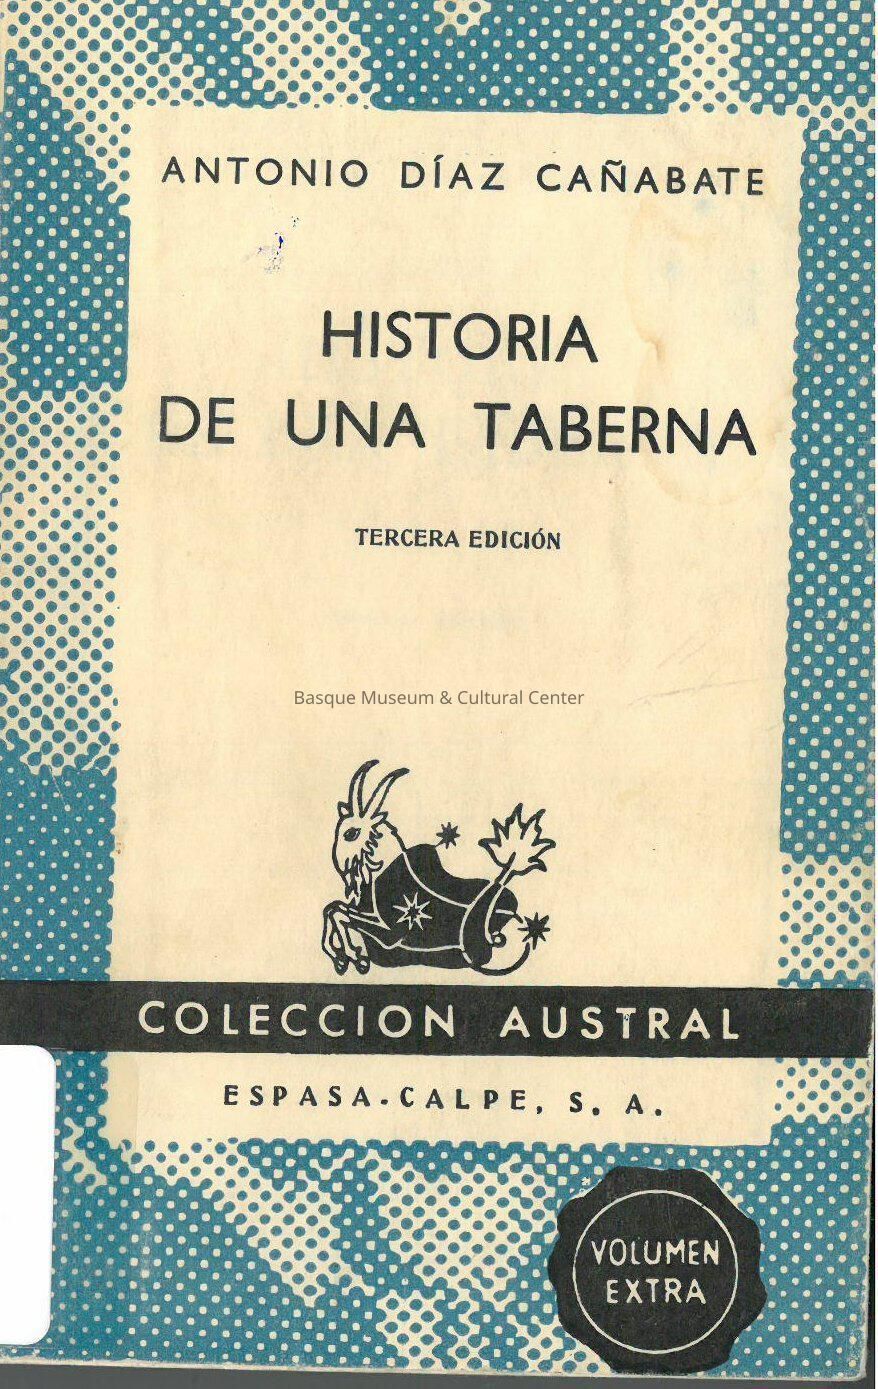 ANTONIO DÍAZ CAÑABATE
HISTORIA
DE UNA TABERNA
TERCERA EDICIÓN
Basque Museum & Cultural Center
COLECCION AUSTRAL
ESPASA-CALPE, S. A.
VOLUMEN
EXTRA